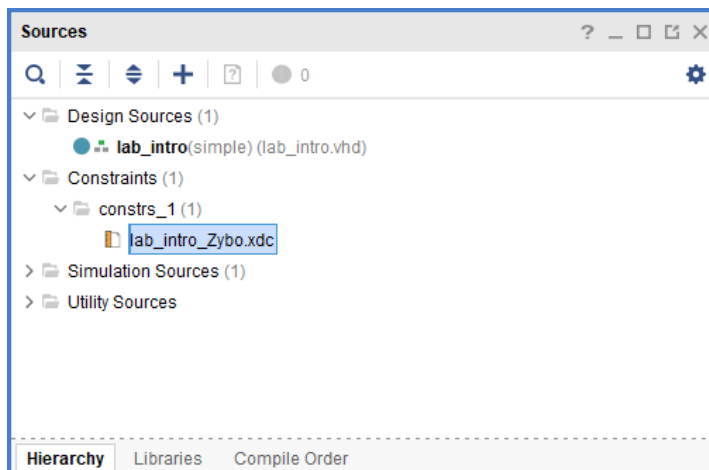 Sources
0
Design Sources (1)
lab_intro(simple) (lab_intro.vhd)
Constraints (1)
constrs_1 (1)
lab_intro_Zybo.xdc
Simulation Sources (1)
Utility Sources
Hierarchy Libraries Compile Order